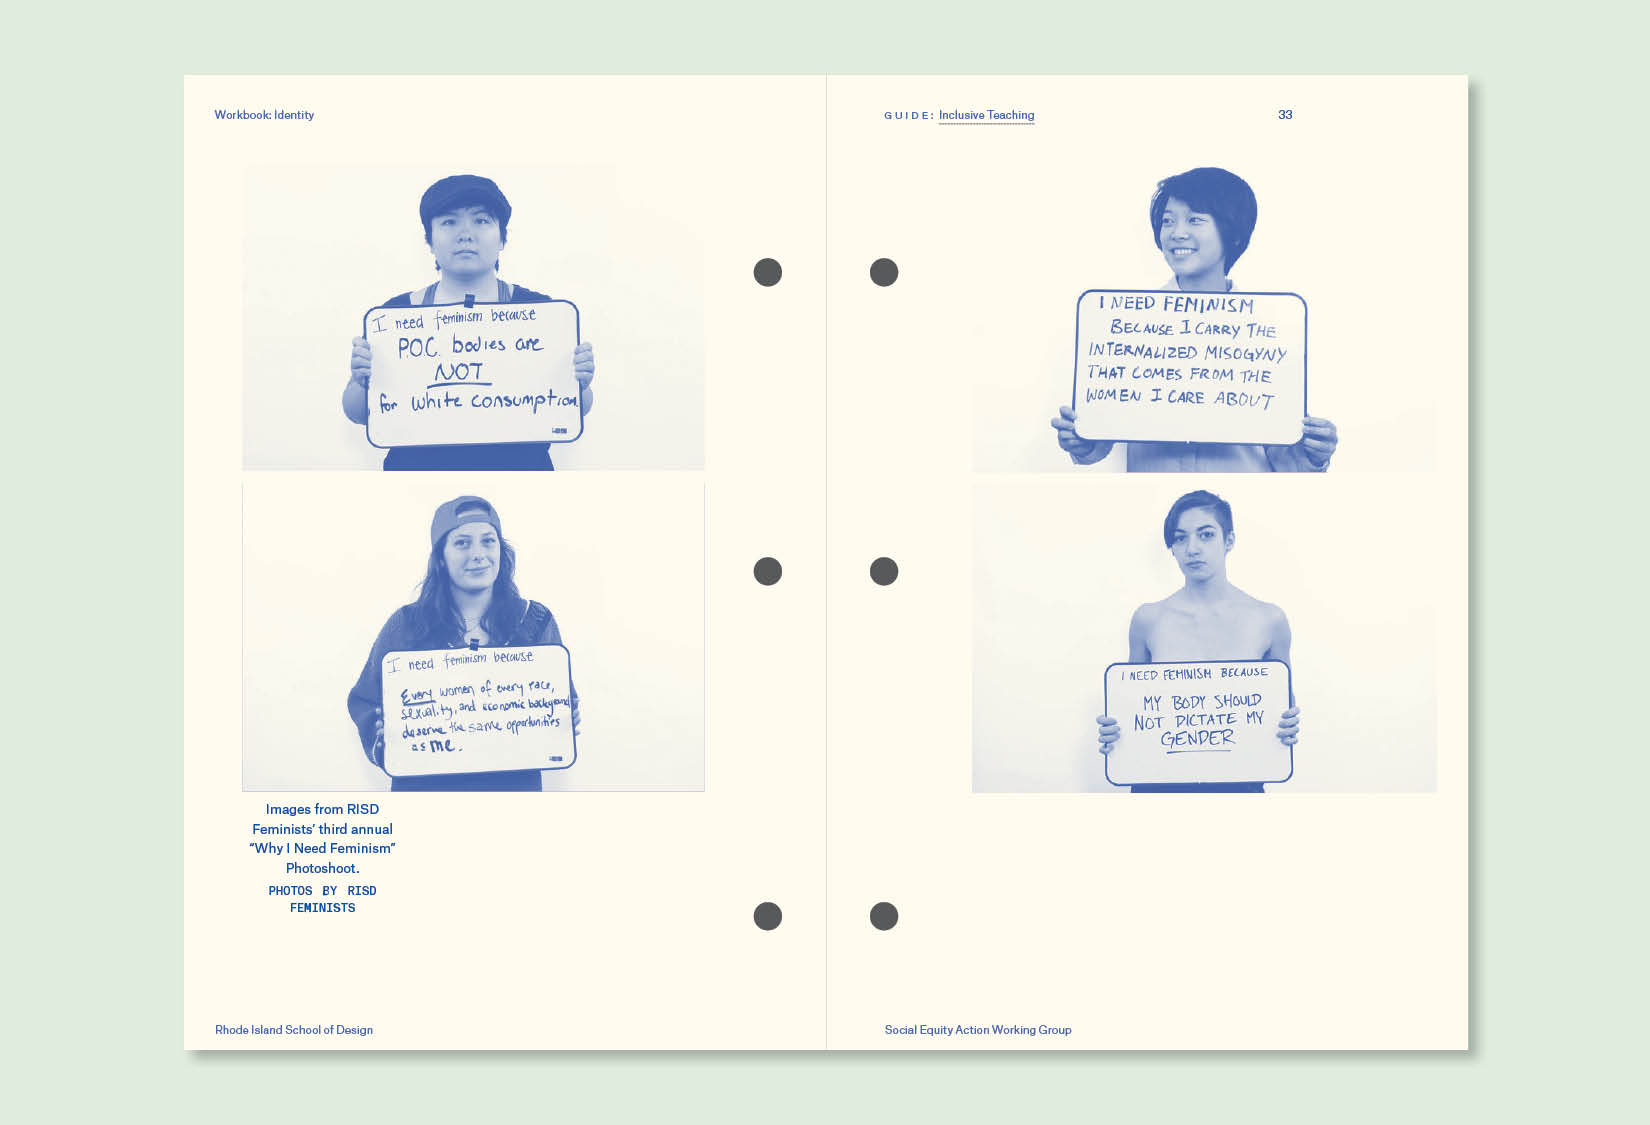 Workbook: Identity
I need feminism because
P.O.C. bodies are
NOT
for white consumption.
I need feminism because
Every women of every race,
sexuality, and economic background
deserve the same opportunities
as me.
Images from RISD
Feminists’ third annual
“Why I Need Feminism”
Photoshoot.
PHOTOS BY RISD
FEMINISTS
Rhode Island School of Design
GUIDE: Inclusive Teaching
33
I NEED FEMINISM
BECAUSE I CARRY THE
INTERNALIZED MISOGYNY
THAT COMES FROM THE
WOMEN I CARE ABOUT
I NEED FEMINISM BECAUSE
MY BODY SHOULD
NOT DICTATE MY
GENDER
Social Equity Action Working Group